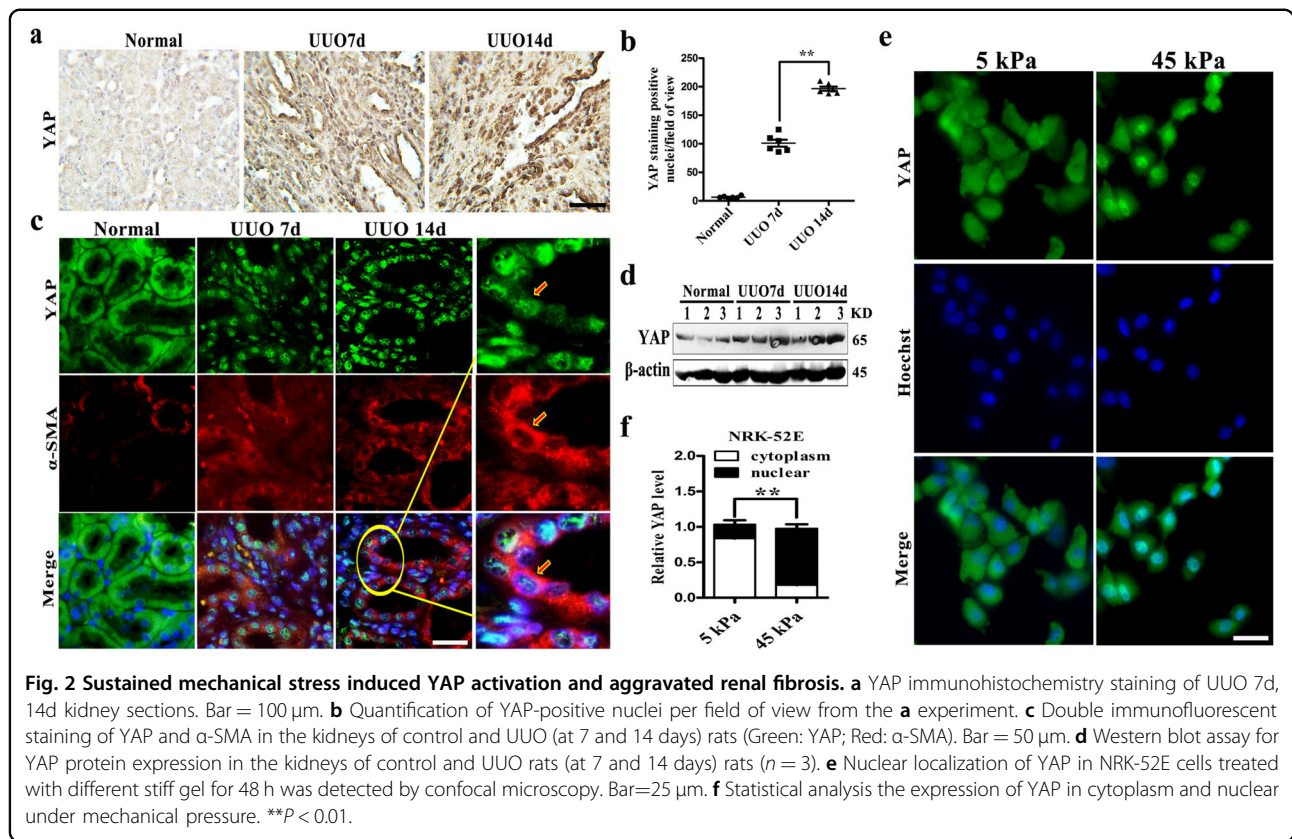 a
Normal
UUO7d
UUO14d
YAP
b
YAP staining positive
nuclei/field of view
250
200
150
100
50
0
**
Normal
UUO 7d
UUO 14d
c
Normal
UUO 7d
UUO 14d
YAP
α-SMA
Merge
d
Normal UUO7d UUO14d
1 2 3 1 2 3 1 2 3 KD
YAP 65
β-actin 45
e
5 kPa
45 kPa
YAP
Hoechst
Merge
f
NRK-52E
cytoplasm
nuclear
**
Relative YAP level
2.0
1.5
1.0
0.5
0.0
5 kPa
45 kPa
Fig. 2 Sustained mechanical stress induced YAP activation and aggravated renal fibrosis. a YAP immunohistochemistry staining of UUO 7d,
14d kidney sections. Bar = 100 μm. b Quantification of YAP-positive nuclei per field of view from the a experiment. c Double immunofluorescent
staining of YAP and α-SMA in the kidneys of control and UUO (at 7 and 14 days) rats (Green: YAP; Red: α-SMA). Bar = 50 μm. d Western blot assay for
YAP protein expression in the kidneys of control and UUO rats (at 7 and 14 days) rats (n = 3). e Nuclear localization of YAP in NRK-52E cells treated
with different stiff gel for 48 h was detected by confocal microscopy. Bar=25 μm. f Statistical analysis the expression of YAP in cytoplasm and nuclear
under mechanical pressure. **P < 0.01.